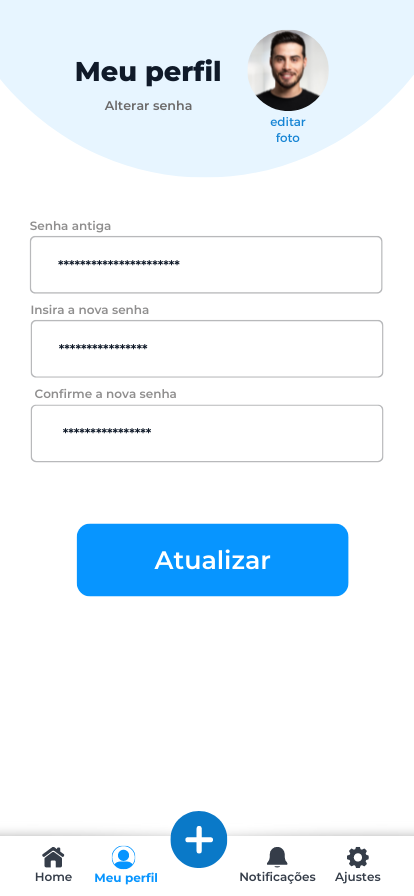 Meu perfil
Alterar senha
editar
foto
Senha antiga
**********************
Insira a nova senha
****************
Confirme a nova senha
****************
Atualizar
Home
Meu perfil
Notificações
Ajustes